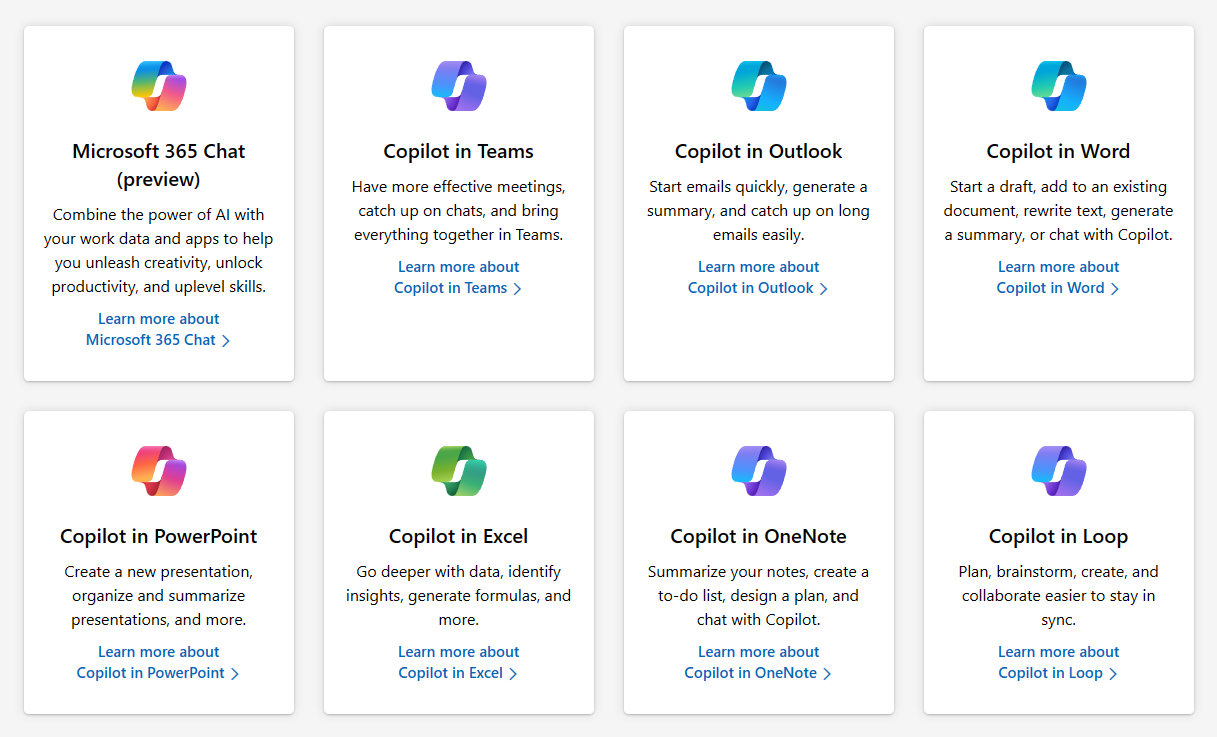 Microsoft 365 Chat
(preview)
Combine the power of AI with
your work data and apps to help
you unleash creativity, unlock
productivity, and uplevel skills.
Learn more about
Microsoft 365 Chat
Copilot in Teams
Have more effective meetings,
catch up on chats, and bring
everything together in Teams.
Learn more about
Copilot in Teams
Copilot in Outlook
Start emails quickly, generate a
summary, and catch up on long
emails easily.
Learn more about
Copilot in Outlook
Copilot in Word
Start a draft, add to an existing
document, rewrite text, generate
a summary, or chat with Copilot.
Learn more about
Copilot in Word
Copilot in PowerPoint
Create a new presentation,
organize and summarize
presentations, and more.
Learn more about
Copilot in PowerPoint
Copilot in Excel
Go deeper with data, identify
insights, generate formulas, and
more.
Learn more about
Copilot in Excel
Copilot in OneNote
Summarize your notes, create a
to-do list, design a plan, and
chat with Copilot.
Learn more about
Copilot in OneNote
Copilot in Loop
Plan, brainstorm, create, and
collaborate easier to stay in
sync.
Learn more about
Copilot in Loop